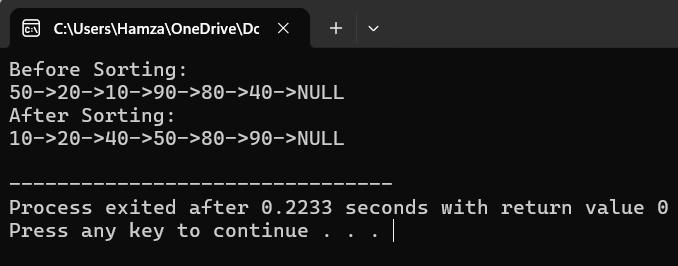 C:\Users\Hamza\OneDrive\Dc
Before Sorting:
50->20->10->90->80->40->NULL
After Sorting:
10->20->40->50->80->90->NULL
--------------------------------
Process exited after 0.2233 seconds with return value 0
Press any key to continue . . .